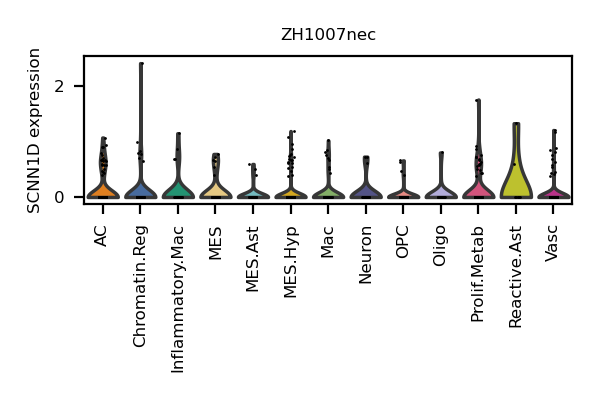 ZH1007nec
SCNN1D expression
2
0
AC
Chromatin.Reg
Inflammatory.Mac
MES
MES.Ast
MES.Hyp
Mac
Neuron
OPC
Oligo
Prolif.Metab
Reactive.Ast
Vasc